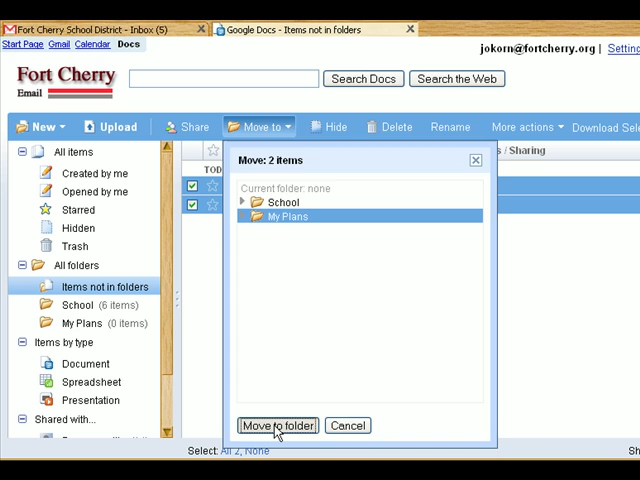 Fort Cherry School District - Inbox (5)
Google Docs - Items not in folders
Start Page Gmail Calendar Docs
jokorn@fortcherry.org |
Fort Cherry
Email
Search Docs
Search the Web
New
Upload
Share
Move to
Hide
Delete
Rename
More actions
Download
All items
Created by me
Opened by me
Starred
Hidden
Trash
All folders
Items not in folders
School (6 items)
My Plans (0 items)
Items by type
Document
Spreadsheet
Presentation
Shared with...
/ Sharing
Move: 2 items
Current folder: none
School
My Plans
Move to folder
Cancel
Select: All 2, None